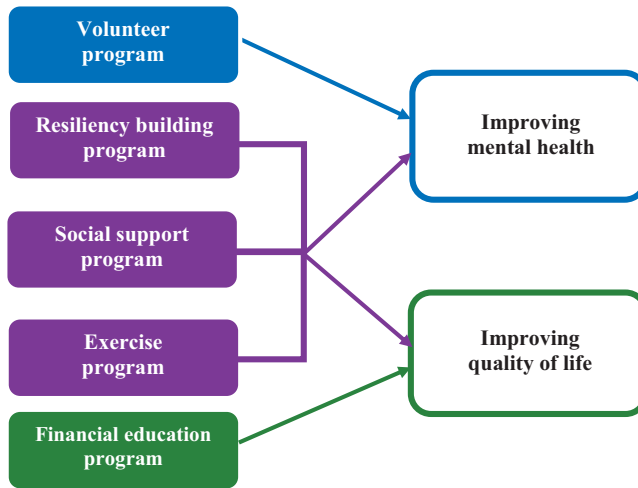 Volunteer
program
Resiliency building
program
Social support
program
Exercise
program
Financial education
program
Improving
mental health
Improving
quality of life